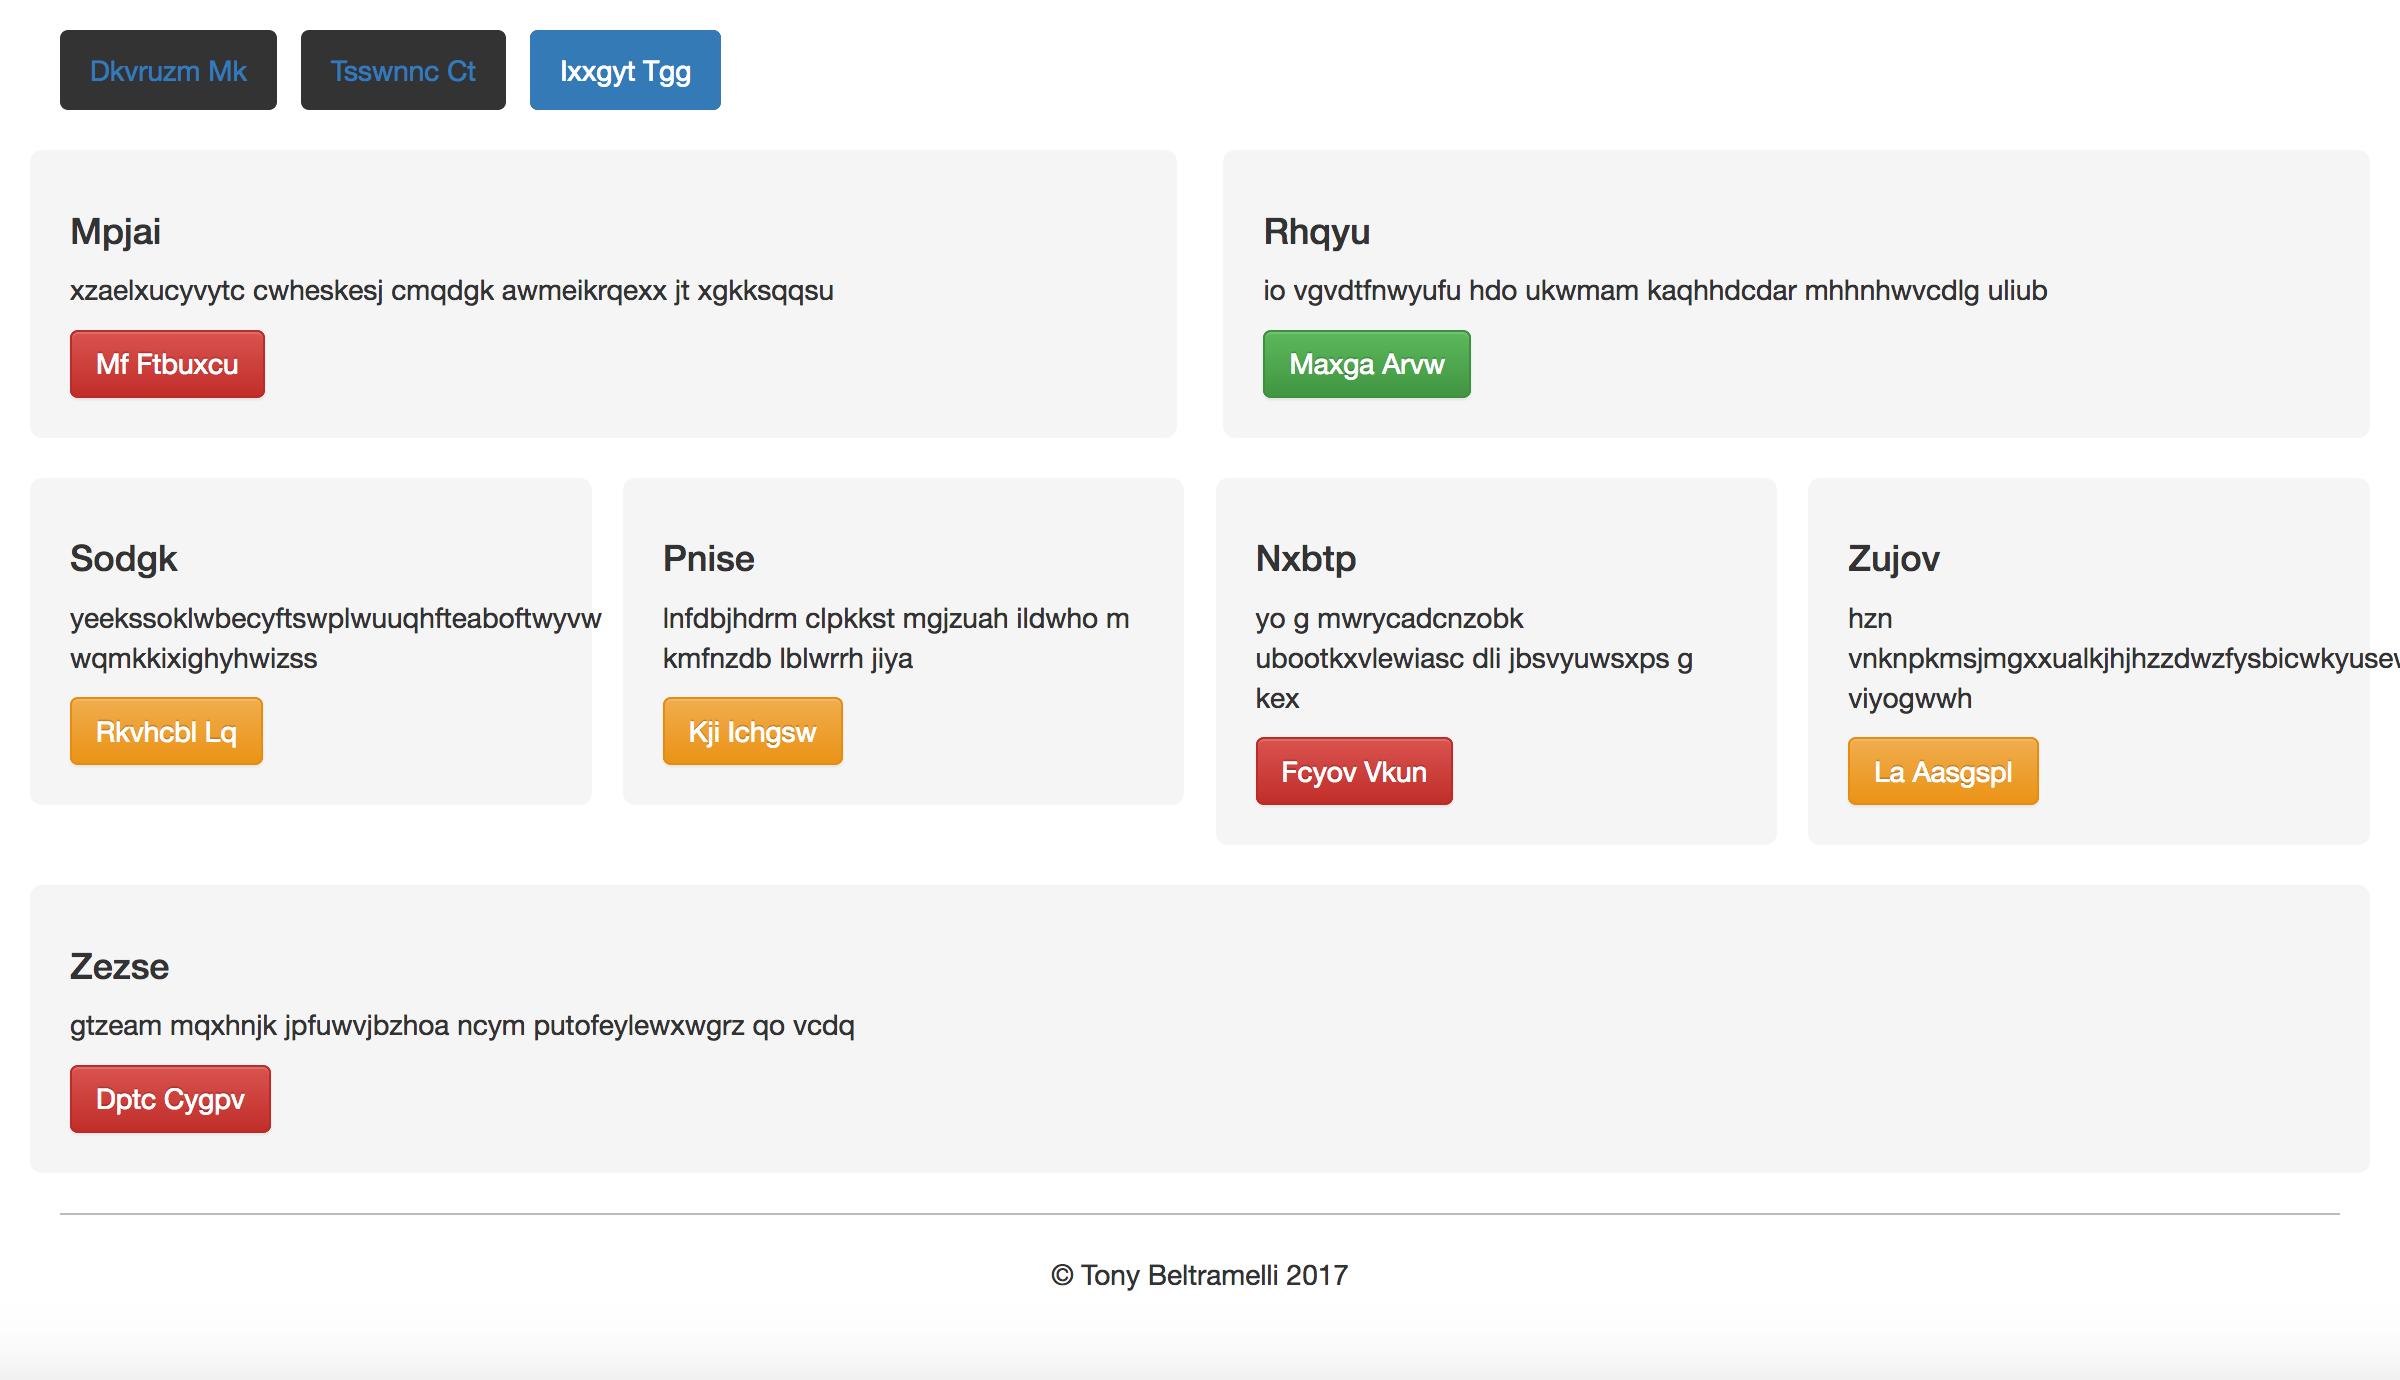 Dkvruzm Mk
Tsswnnc Ct
Ixxgyt Tgg
Mpjai
xzaelxucyvytc cwheskesj cmqdgk awmeikrqexx jt xgkksqqsu
Mf Ftbuxcu
Rhqyu
io vgvdtfnwyufu hdo ukwmam kaqhhdcdar mhhnhwvcdlg uliub
Maxga Arvw
Sodgk
yeekssoklwbecyftswplwuuqhfteaboftwyvw
wqmkkixighyhwizss
Rkvhcbl Lq
Pnise
lnfdbjhdrm clpkkst mgjzuah ildwho m
kmfnzdb lblwrrh jiya
Kji Ichgsw
Nxbtp
yo g mwrycadcnzobk
ubootkxvlewiasc dli jbsvyuwsxps g
kex
Fcyov Vkun
Zujov
hzn
viyogwwh
La Aasgspl
Zezse
gtzeam mqxhnjk jpfuwvjbzhoa ncym putofeylewxwgrz qo vcdq
Dptc Cygpv
© Tony Beltramelli 2017